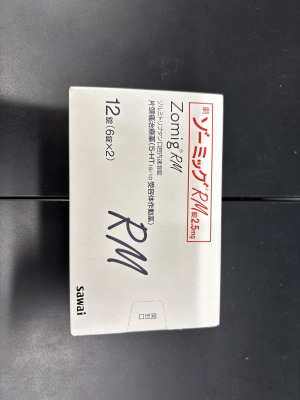 劇 ゾーミッグ®RM錠2.5mg
Zomig®RM
ゾルミトリプタン口腔内速溶錠
片頭痛治療薬(5-HT1B/1D受容体作動薬)
12錠(6錠×2)
RM
sawai
開封口